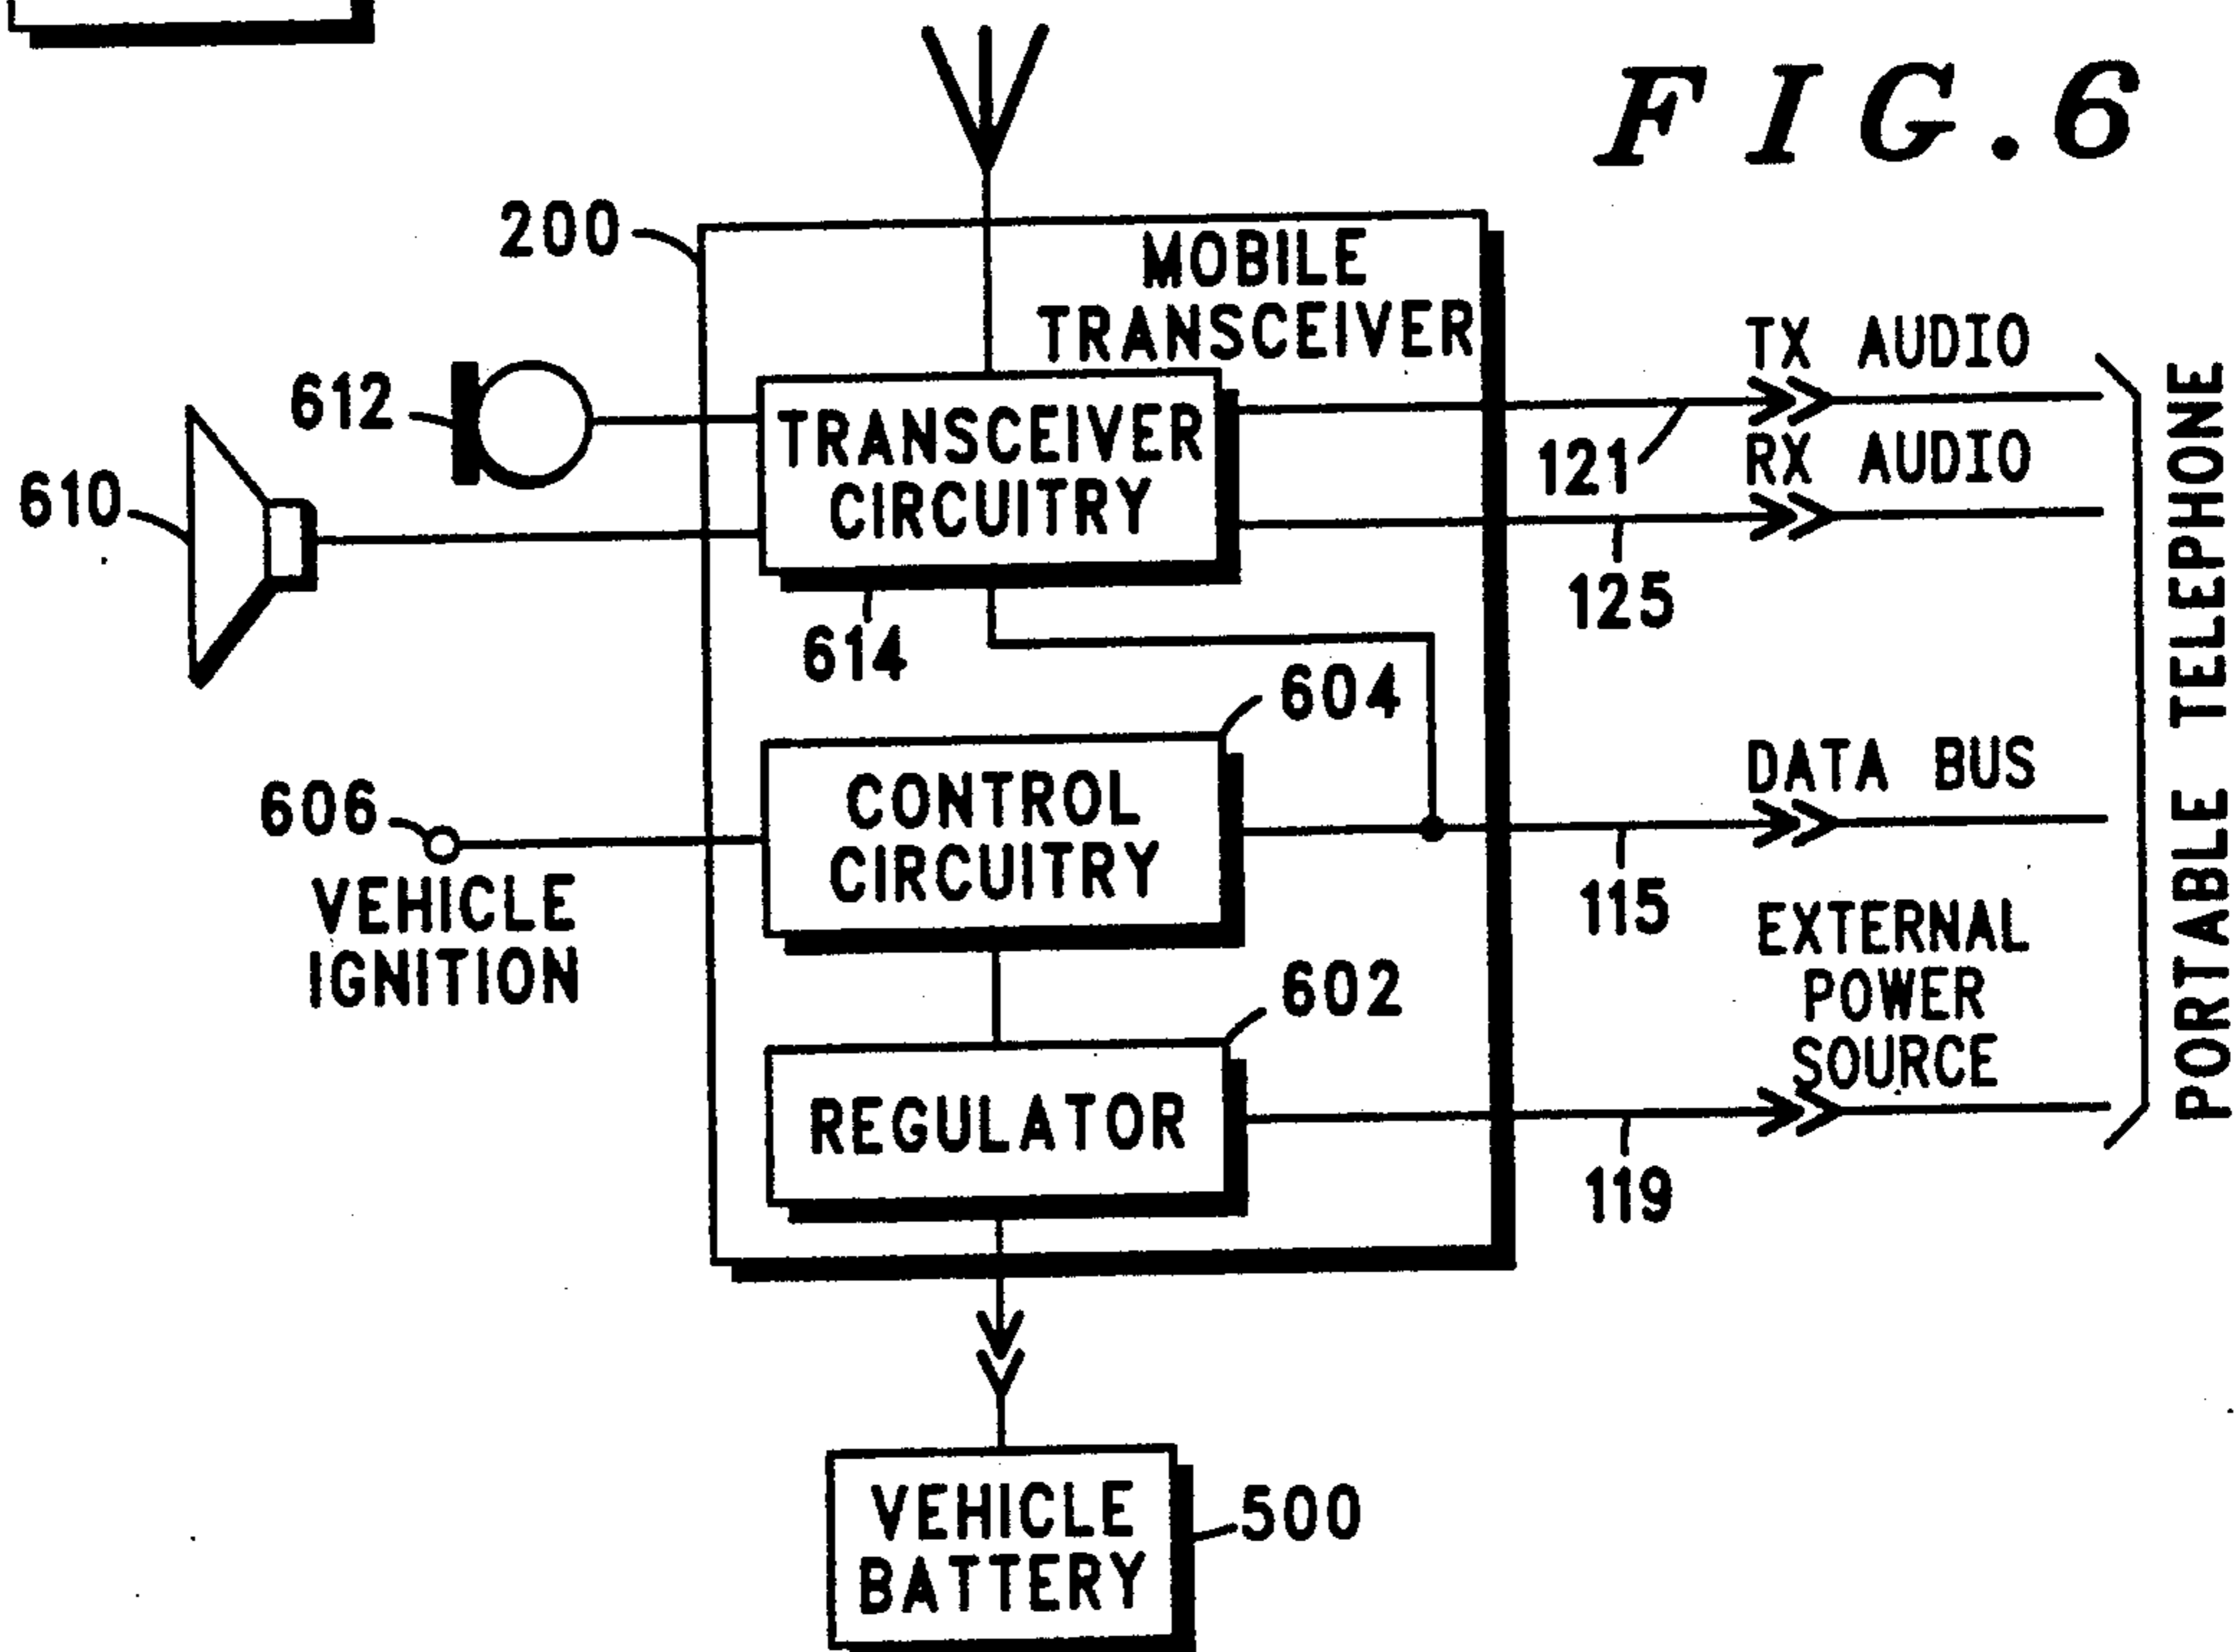 FIG.6
200
MOBILE
TRANSCEIVER
TX AUDIO
612
TRANSCEIVER
CIRCUITRY
121
RX AUDIO
610
125
614
604
PORTABLE TELEPHONE
DATA BUS
606
CONTROL
CIRCUITRY
VEHICLE
IGNITION
115
EXTERNAL
POWER
SOURCE
602
REGULATOR
119
VEHICLE
BATTERY
500